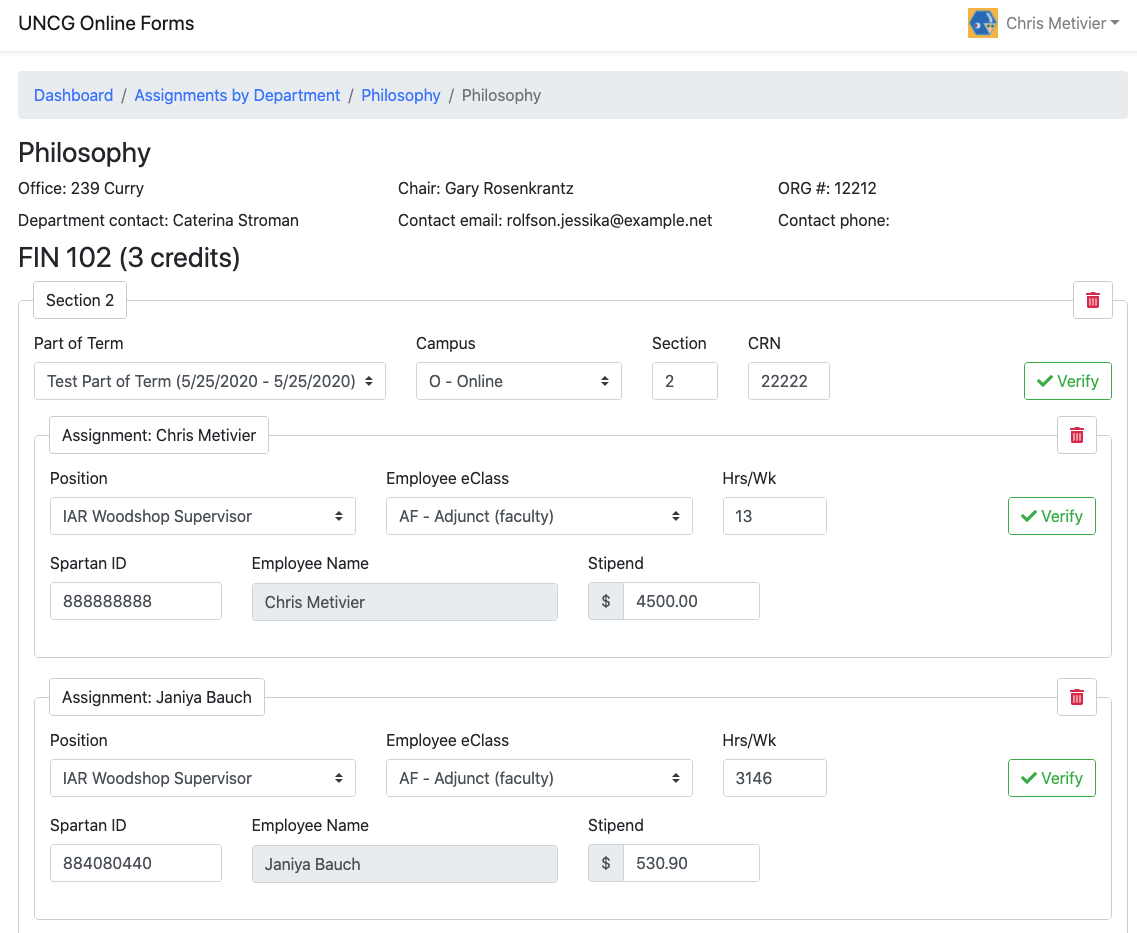 UNCG Online Forms
Chris Metivier
Dashboard / Assignments by Department / Philosophy / Philosophy
Philosophy
Office: 239 Curry
Chair: Gary Rosenkrantz
ORG #: 12212
Department contact: Caterina Stroman
Contact email: rolfson.jessika@example.net
Contact phone:
FIN 102 (3 credits)
Section 2
Part of Term
Campus
Section
CRN
Test Part of Term (5/25/2020 - 5/25/2020)
O - Online
2
22222
Verify
Assignment: Chris Metivier
Position
Employee eClass
Hrs/Wk
IAR Woodshop Supervisor
AF - Adjunct (faculty)
13
Verify
Spartan ID
Employee Name
Stipend
888888888
Chris Metivier
$ 4500.00
Assignment: Janiya Bauch
Position
Employee eClass
Hrs/Wk
IAR Woodshop Supervisor
AF - Adjunct (faculty)
3146
Verify
Spartan ID
Employee Name
Stipend
884080440
Janiya Bauch
$ 530.90